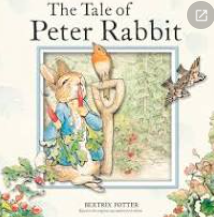 The Tale of
Peter Rabbit
BEATRIX POTTER